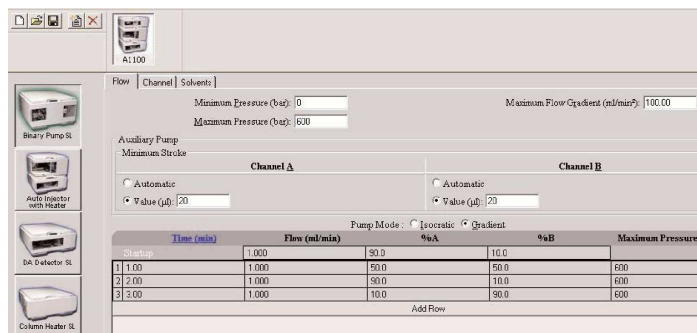 A1100
Flow Channel Solvents
Binary Pump SL
Auto Injector with Heater
DA Detector SL
Column Heater SL
Minimum Pressure (bar): 0 Maximum Flow Gradient (ml/min²): 100.00
Maximum Pressure (bar): 600
Auxiliary Pump
Minimum Stroke
Channel A Channel B
Automatic Automatic
Value (µl): 20 Value (µl): 20
Pump Mode : Isocratic Gradient
Time (min) Flow (ml/min) %A %B Maximum Pressure
Startup 1.000 90.0 10.0
1 1.00 1.000 50.0 50.0 600
2 2.00 1.000 90.0 10.0 600
3 3.00 1.000 10.0 90.0 600
Add Row